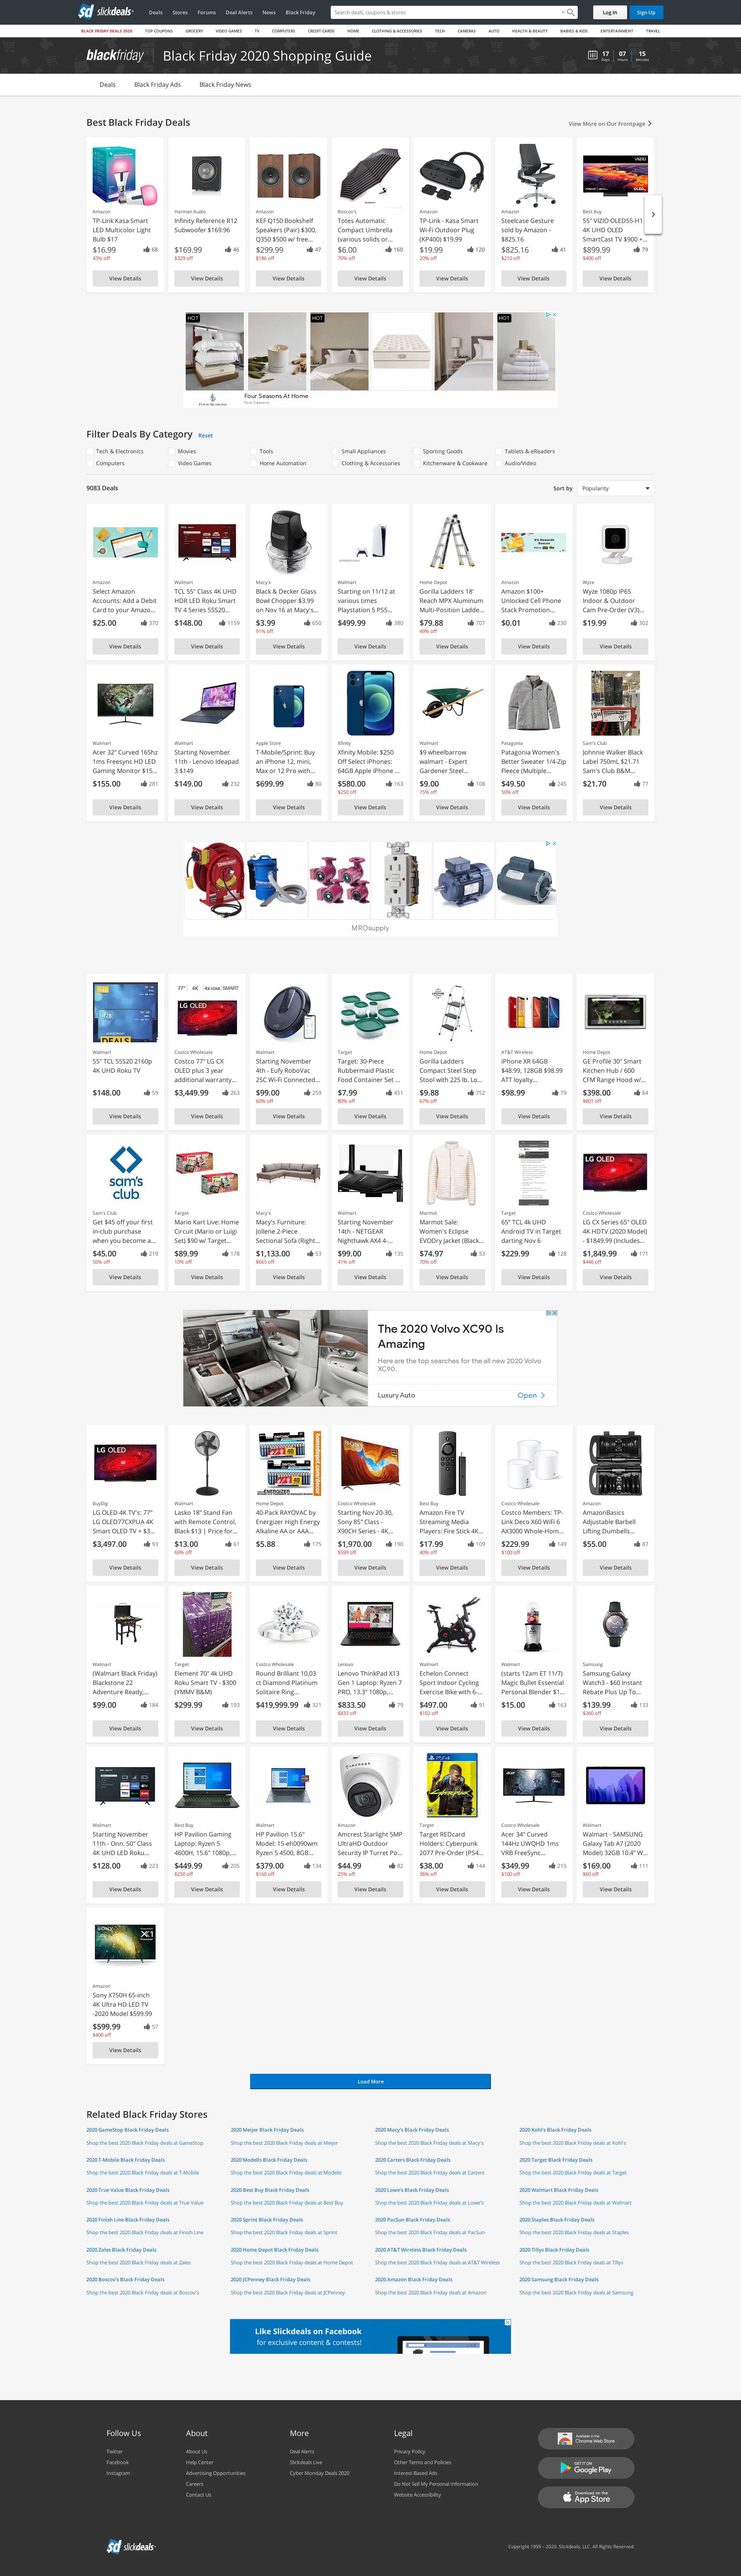 sd slickdeals
Deals Stores Forums Deal Alerts News Black Friday
Search deals, coupons & stores
Log In Sign Up
BLACK FRIDAY DEALS 2020 TOP COUPONS GROCERY VIDEO GAMES TV COMPUTERS CREDIT CARDS HOME CLOTHING & ACCESSORIES TECH CAMERAS AUTO HEALTH & BEAUTY BABIES & KIDS ENTERTAINMENT TRAVEL
blackfriday Black Friday 2020 Shopping Guide
17 07 15
Days Hours Minutes
Deals Black Friday Ads Black Friday News
Best Black Friday Deals
View More on Our Frontpage
Amazon
TP-Link Kasa Smart
LED Multicolor Light
Bulb $17
$16.99 68
43% off
View Details
Harman Audio
Infinity Reference R12
Subwoofer $169.96
$169.99 46
$329 off
View Details
Amazon
KEF Q150 Bookshelf
Speakers (Pair) $300,
Q350 $500 w/ free...
$299.99 47
$186 off
View Details
Boscov's
Totes Automatic
Compact Umbrella
(various solids or...
$6.00 160
70% off
View Details
Amazon
TP-Link - Kasa Smart
Wi-Fi Outdoor Plug
(KP400) $19.99
$19.99 120
20% off
View Details
Amazon
Steelcase Gesture
sold by Amazon -
$825.16
$825.16 41
$210 off
View Details
Best Buy
55" VIZIO OLED55-H1
4K UHD OLED
SmartCast TV $900 +...
$899.99 79
$400 off
View Details
HOT HOT HOT
Four Seasons At Home
Four Seasons
Filter Deals By Category Reset
Tech & Electronics Movies Tools Small Appliances Sporting Goods Tablets & eReaders
Computers Video Games Home Automation Clothing & Accessories Kitchenware & Cookware Audio/Video
9083 Deals
Sort by Popularity
Amazon
Select Amazon
Accounts: Add a Debit
Card to your Amazo...
$25.00 370
View Details
Walmart
TCL 55" Class 4K UHD
HDR LED Roku Smart
TV 4 Series 55S20...
$148.00 1159
View Details
Macy's
Black & Decker Glass
Bowl Chopper $3.99
on Nov 16 at Macy's...
$3.99 650
91% off
View Details
Walmart
Starting on 11/12 at
various times
Playstation 5 PS5...
$499.99 380
View Details
Home Depot
Gorilla Ladders 18'
Reach MPX Aluminum
Multi-Position Ladde...
$79.88 707
49% off
View Details
Amazon
Amazon $100+
Unlocked Cell Phone
Stack Promotion...
$0.01 230
View Details
Wyze
Wyze 1080p IP65
Indoor & Outdoor
Cam Pre-Order (V3)...
$19.99 302
View Details
Walmart
Acer 32" Curved 165hz
1ms Freesync HD LED
Gaming Monitor $15...
$155.00 281
View Details
Walmart
Starting November
11th - Lenovo Ideapad
3 $149
$149.00 232
View Details
Apple Store
T-Mobile/Sprint: Buy
an iPhone 12, mini,
Max or 12 Pro with...
$699.99 80
View Details
Xfinity
Xfinity Mobile: $250
Off Select iPhones:
64GB Apple iPhone ...
$580.00 163
$250 off
View Details
Walmart
$9 wheelbarrow
walmart - Expert
Gardener Steel...
$9.00 108
75% off
View Details
Patagonia
Patagonia Women's
Better Sweater 1/4-Zip
Fleece (Multiple...
$49.50 245
50% off
View Details
Sam's Club
Johnnie Walker Black
Label 750mL $21.71
Sam's Club B&M...
$21.70 77
View Details
MROsupply
Walmart
55" TCL 55S20 2160p
4K UHD Roku TV
$148.00 59
View Details
77" 4K 4X HDMI SMART
LG OLED
Costco Wholesale
Costco 77" LG CX
OLED plus 3 year
additional warranty...
$3,449.99 263
View Details
Walmart
Starting November
4th - Eufy RoboVac
25C Wi-Fi Connected...
$99.00 259
60% off
View Details
Target
Target: 30-Piece
Rubbermaid Plastic
Food Container Set ...
$7.99 451
80% off
View Details
Home Depot
Gorilla Ladders
Compact Steel Step
Stool with 225 lb. Lo...
$9.88 752
67% off
View Details
AT&T Wireless
iPhone XR 64GB
$48.99, 128GB $98.99
ATT loyalty...
$98.99 79
View Details
Home Depot
GE Profile 30" Smart
Kitchen Hub / 600
CFM Range Hood w/...
$398.00 64
$801 off
View Details
sam's club
Sam's Club
Get $45 off your first
in-club purchase
when you become a...
$45.00 219
50% off
View Details
Target
Mario Kart Live: Home
Circuit (Mario or Luigi
Set) $90 w/ Target...
$89.99 178
10% off
View Details
Macy's
Macy's Furniture:
Jollene 2-Piece
Sectional Sofa (Right...
$1,133.00 53
$665 off
View Details
Walmart
Starting November
14th - NETGEAR
Nighthawk AX4 4-...
$99.00 135
41% off
View Details
Marmot
Marmot Sale:
Women's Eclipse
EVODry Jacket (Black...
$74.97 53
70% off
View Details
Target
65" TCL 4k UHD
Android TV in Target
darting Nov 6
$229.99 128
View Details
LG OLED
Costco Wholesale
LG CX Series 65" OLED
4K HDTV (2020 Model)
- $1849.99 (Includes...
$1,849.99 171
$446 off
View Details
The 2020 Volvo XC90 Is
Amazing
Here are the top searches for the all new 2020 Volvo
XC90.
Luxury Auto Open
LG OLED
BuyDig
LG OLED 4K TV's: 77"
LG OLED77CXPUA 4K
Smart OLED TV + $3...
$3,497.00 93
View Details
Walmart
Lasko 18" Stand Fan
with Remote Control,
Black $13 | Price for...
$13.00 61
69% off
View Details
Home Depot
40-Pack RAYOVAC by
Energizer High Energy
Alkaline AA or AAA...
$5.88 175
View Details
SONY
Costco Wholesale
Starting Nov 20-30,
Sony 85" Class -
X90CH Series - 4K...
$1,970.00 190
$599 off
View Details
Best Buy
Amazon Fire TV
Streaming Media
Players: Fire Stick 4K...
$17.99 109
40% off
View Details
Costco Wholesale
Costco Members: TP-
Link Deco X60 WiFi 6
AX3000 Whole-Hom...
$229.99 149
$100 off
View Details
Amazon
AmazonBasics
Adjustable Barbell
Lifting Dumbells...
$55.00 87
View Details
Walmart
(Walmart Black Friday)
Blackstone 22
Adventure Ready,...
$99.00 184
View Details
Target
Element 70" 4k UHD
Roku Smart TV - $300
(YMMV B&M)
$299.99 193
View Details
Costco Wholesale
Round Brilliant 10.03
ct Diamond Platinum
Solitaire Ring...
$419,999.99 321
View Details
Lenovo
Lenovo ThinkPad X13
Gen 1 Laptop: Ryzen 7
PRO, 13.3" 1080p,...
$833.50 79
$833 off
View Details
Walmart
Echelon Connect
Sport Indoor Cycling
Exercise Bike with 6-...
$497.00 91
$102 off
View Details
Walmart
(starts 12am ET 11/7)
Magic Bullet Essential
Personal Blender $1...
$15.00 163
View Details
Samsung
Samsung Galaxy
Watch3 - $60 Instant
Rebate Plus Up To...
$139.99 133
$260 off
View Details
Walmart
Starting November
11th - Onn. 50" Class
4K UHD LED Roku...
$128.00 223
View Details
Best Buy
HP Pavilion Gaming
Laptop: Ryzen 5
4600H, 15.6" 1080p,...
$449.99 205
$250 off
View Details
Walmart
HP Pavilion 15.6"
Model: 15-eh0090wm
Ryzen 5 4500, 8GB...
$379.00 134
$160 off
View Details
Amazon
Amcrest Starlight 5MP
UltraHD Outdoor
Security IP Turret Po...
$44.99 82
25% off
View Details
PS4
Target
Target REDcard
Holders: Cyberpunk
2077 Pre-Order (PS4...
$38.00 144
36% off
View Details
Costco Wholesale
Acer 34" Curved
144Hz UWQHD 1ms
VRB FreeSync...
$349.99 215
$100 off
View Details
Walmart
Walmart - SAMSUNG
Galaxy Tab A7 (2020
Model) 32GB 10.4" W...
$169.00 111
$60 off
View Details
SONY X1
Amazon
Sony X750H 65-inch
4K Ultra HD LED TV
-2020 Model $599.99
$599.99 57
$400 off
View Details
Load More
Related Black Friday Stores
2020 GameStop Black Friday Deals 2020 Meijer Black Friday Deals 2020 Macy's Black Friday Deals 2020 Kohl's Black Friday Deals
Shop the best 2020 Black Friday deals at GameStop Shop the best 2020 Black Friday deals at Meijer Shop the best 2020 Black Friday deals at Macy's Shop the best 2020 Black Friday deals at Kohl's
2020 T-Mobile Black Friday Deals 2020 Modells Black Friday Deals 2020 Carters Black Friday Deals 2020 Target Black Friday Deals
Shop the best 2020 Black Friday deals at T-Mobile Shop the best 2020 Black Friday deals at Modells Shop the best 2020 Black Friday deals at Carters Shop the best 2020 Black Friday deals at Target
2020 True Value Black Friday Deals 2020 Best Buy Black Friday Deals 2020 Lowe's Black Friday Deals 2020 Walmart Black Friday Deals
Shop the best 2020 Black Friday deals at True Value Shop the best 2020 Black Friday deals at Best Buy Shop the best 2020 Black Friday deals at Lowe's Shop the best 2020 Black Friday deals at Walmart
2020 Finish Line Black Friday Deals 2020 Sprint Black Friday Deals 2020 PacSun Black Friday Deals 2020 Staples Black Friday Deals
Shop the best 2020 Black Friday deals at Finish Line Shop the best 2020 Black Friday deals at Sprint Shop the best 2020 Black Friday deals at PacSun Shop the best 2020 Black Friday deals at Staples
2020 Zales Black Friday Deals 2020 Home Depot Black Friday Deals 2020 AT&T Wireless Black Friday Deals 2020 Tillys Black Friday Deals
Shop the best 2020 Black Friday deals at Zales Shop the best 2020 Black Friday deals at Home Depot Shop the best 2020 Black Friday deals at AT&T Wireless Shop the best 2020 Black Friday deals at Tillys
2020 Boscov's Black Friday Deals 2020 JCPenney Black Friday Deals 2020 Amazon Black Friday Deals 2020 Samsung Black Friday Deals
Shop the best 2020 Black Friday deals at Boscov's Shop the best 2020 Black Friday deals at JCPenney Shop the best 2020 Black Friday deals at Amazon Shop the best 2020 Black Friday deals at Samsung
Like Slickdeals on Facebook
for exclusive content & contests!
Follow Us About More Legal
Twitter About Us Deal Alerts Privacy Policy
Facebook Help Center Slickdeals Live Other Terms and Policies
Instagram Advertising Opportunities Cyber Monday Deals 2020 Interest-Based Ads
Careers Do Not Sell My Personal Information
Contact Us Website Accessibility
Available in the
Chrome Web Store
GET IT ON
Google Play
Download on the
App Store
sd slickdeals
Copyright 1999 - 2020. Slickdeals, LLC. All Rights Reserved.